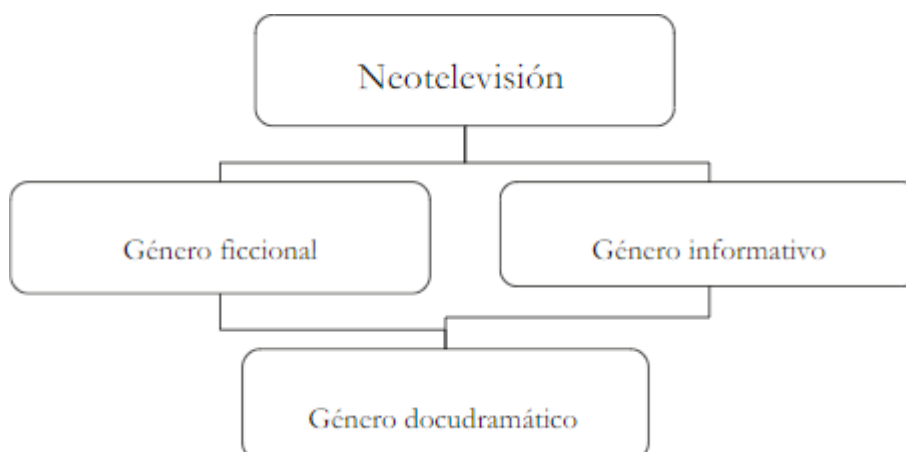 Neotelevisión
Género ficcional
Género informativo
Género docudramático